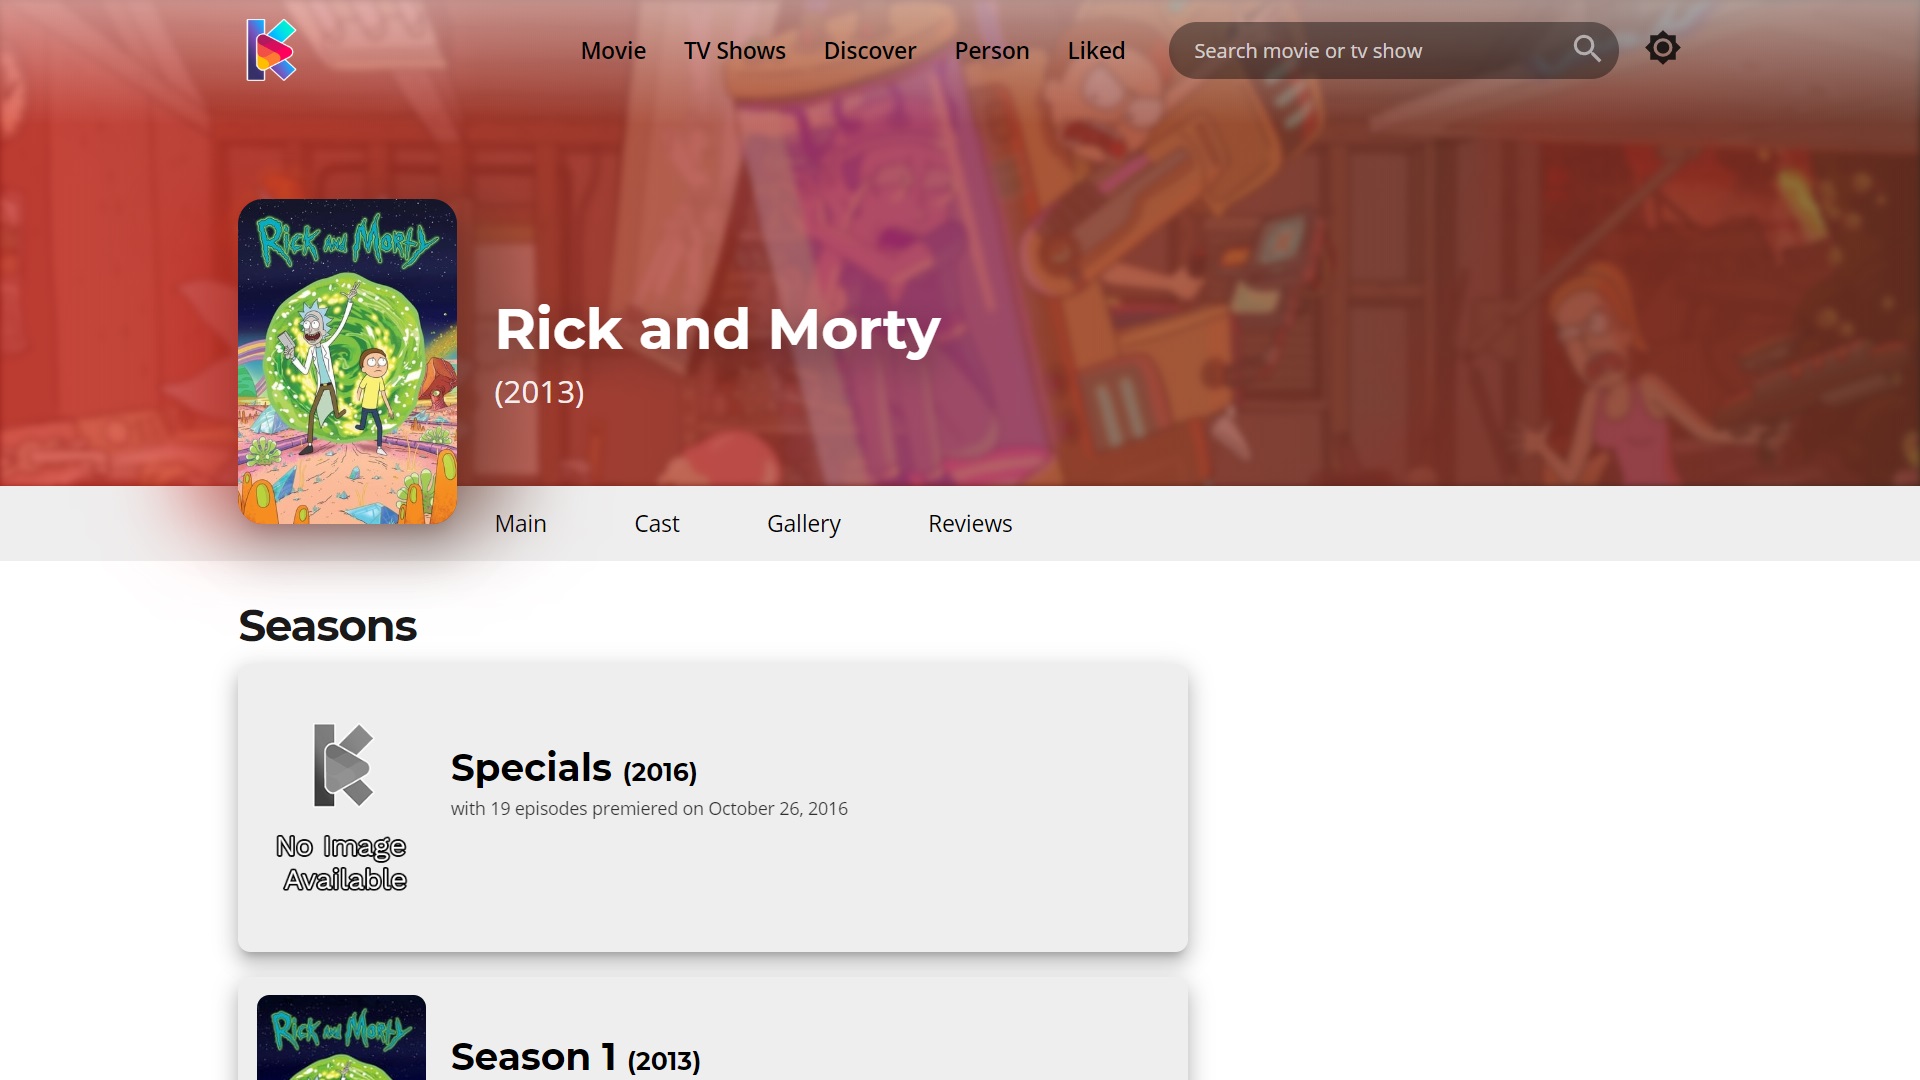 Movie
TV Shows
Discover
Person
Liked
Search movie or tv show
Rick and Morty
Rick and Morty
(2013)
Main
Cast
Gallery
Reviews
Seasons
Specials (2016)
with 19 episodes premiered on October 26, 2016
No Image
Available
Rick and Morty
Season 1 (2013)